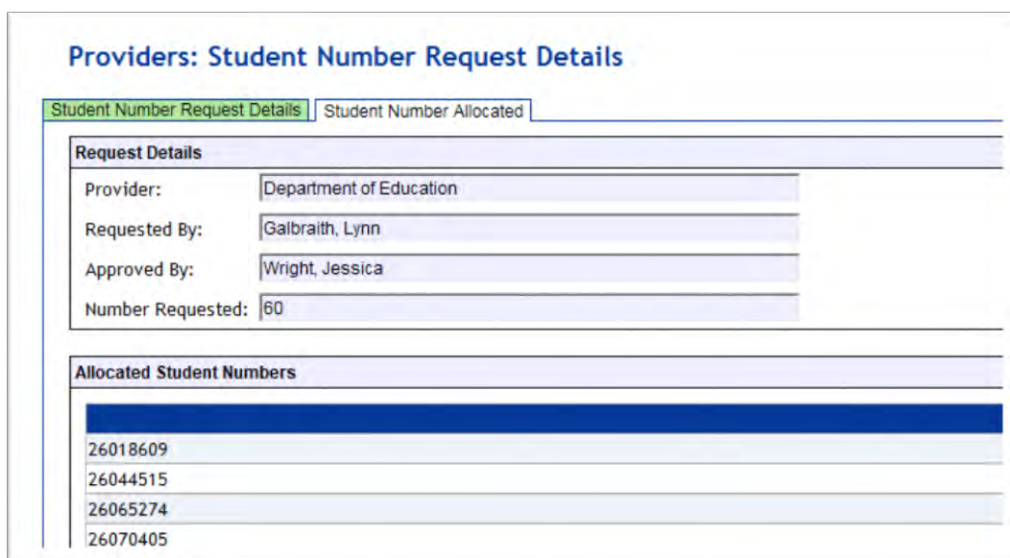 Providers: Student Number Request Details
Student Number Request Details Student Number Allocated
Request Details
Provider: Department of Education
Requested By: Galbraith, Lynn
Approved By: Wright, Jessica
Number Requested: 60
Allocated Student Numbers
26018609
26044515
26065274
26070405